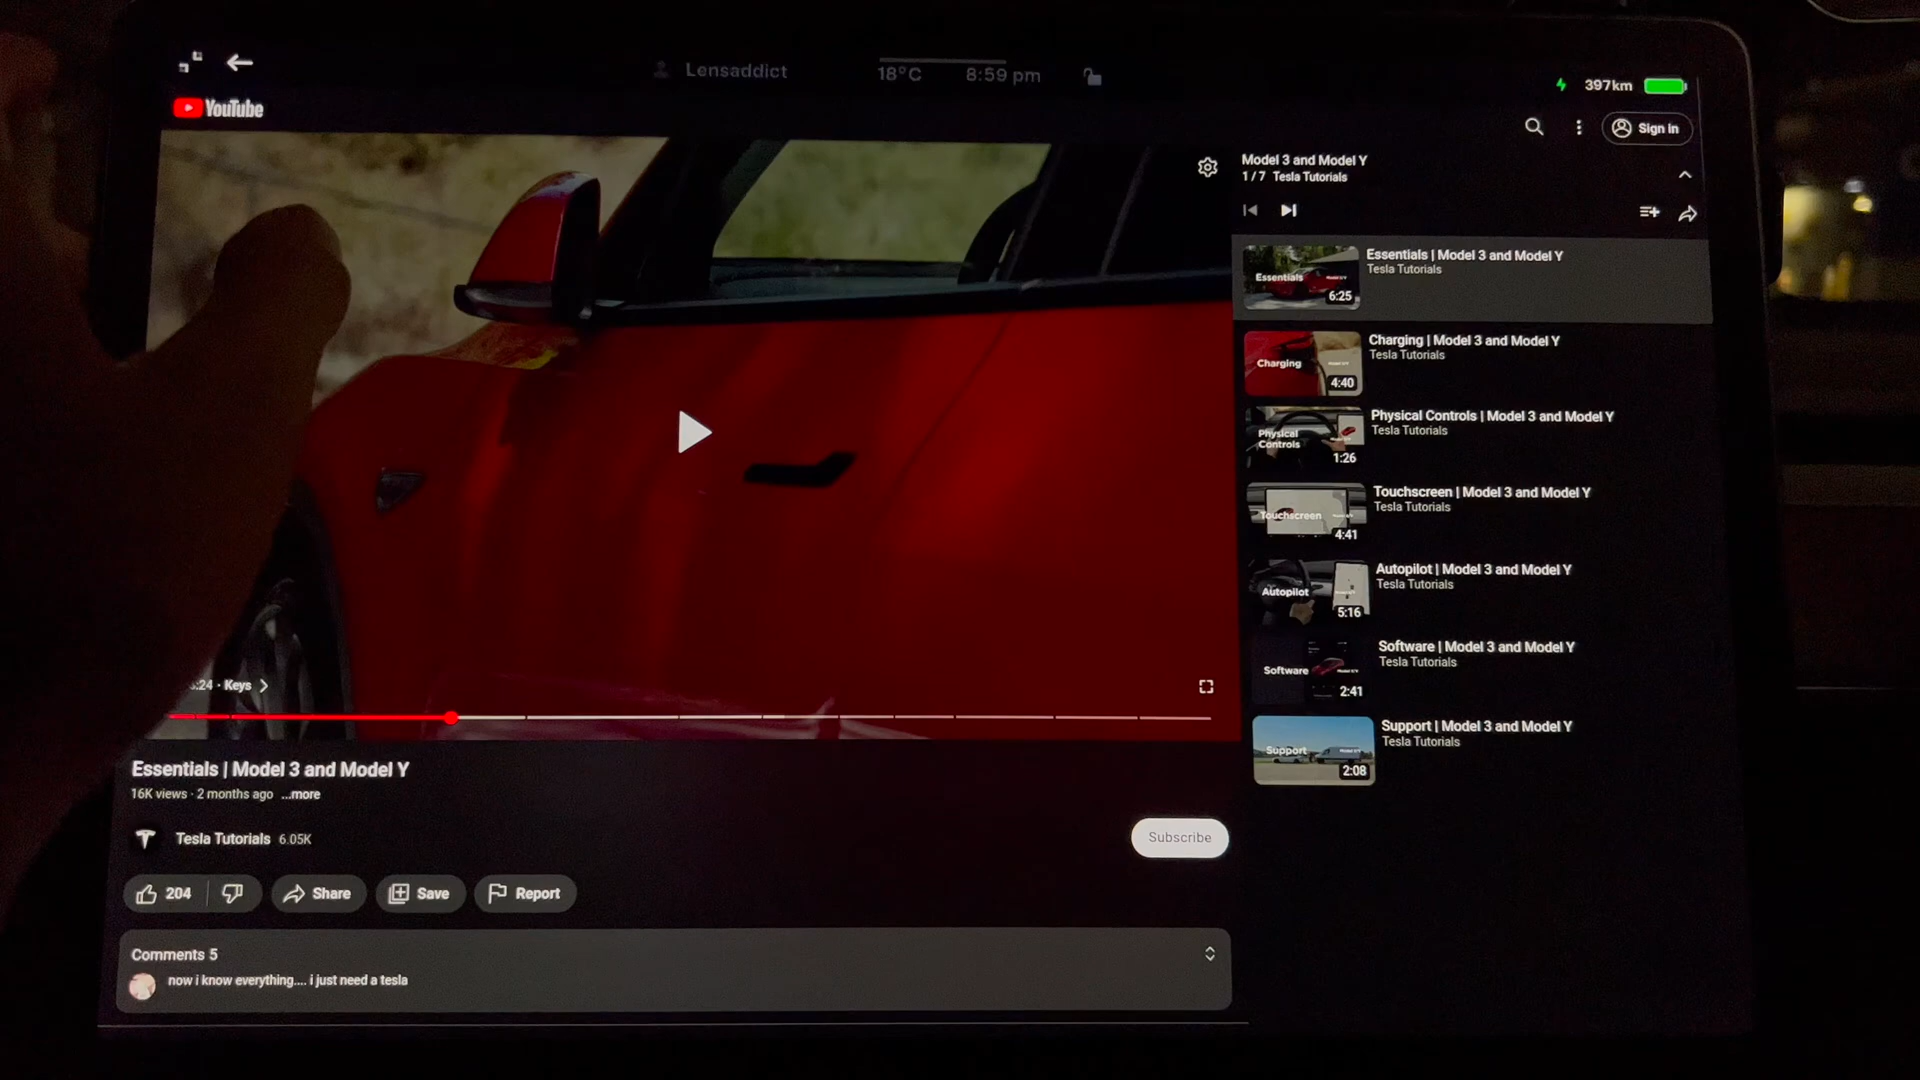 Lensaddict
18°C
8:59 pm
397km
YouTube
Sign in
Model 3 and Model Y
1 / 7 Tesla Tutorials
Essentials
6:25
Essentials | Model 3 and Model Y
Tesla Tutorials
Charging
4:40
Charging | Model 3 and Model Y
Tesla Tutorials
Physical
Controls
1:26
Physical Controls | Model 3 and Model Y
Tesla Tutorials
Touchscreen
4:41
Touchscreen | Model 3 and Model Y
Tesla Tutorials
Autopilot
5:16
Autopilot | Model 3 and Model Y
Tesla Tutorials
Software
2:41
Software | Model 3 and Model Y
Tesla Tutorials
Support
2:08
Support | Model 3 and Model Y
Tesla Tutorials
:24 · Keys
Essentials | Model 3 and Model Y
16K views · 2 months ago ...more
Tesla Tutorials 6.05K
Subscribe
204
Share
Save
Report
Comments 5
now i know everything.... i just need a tesla